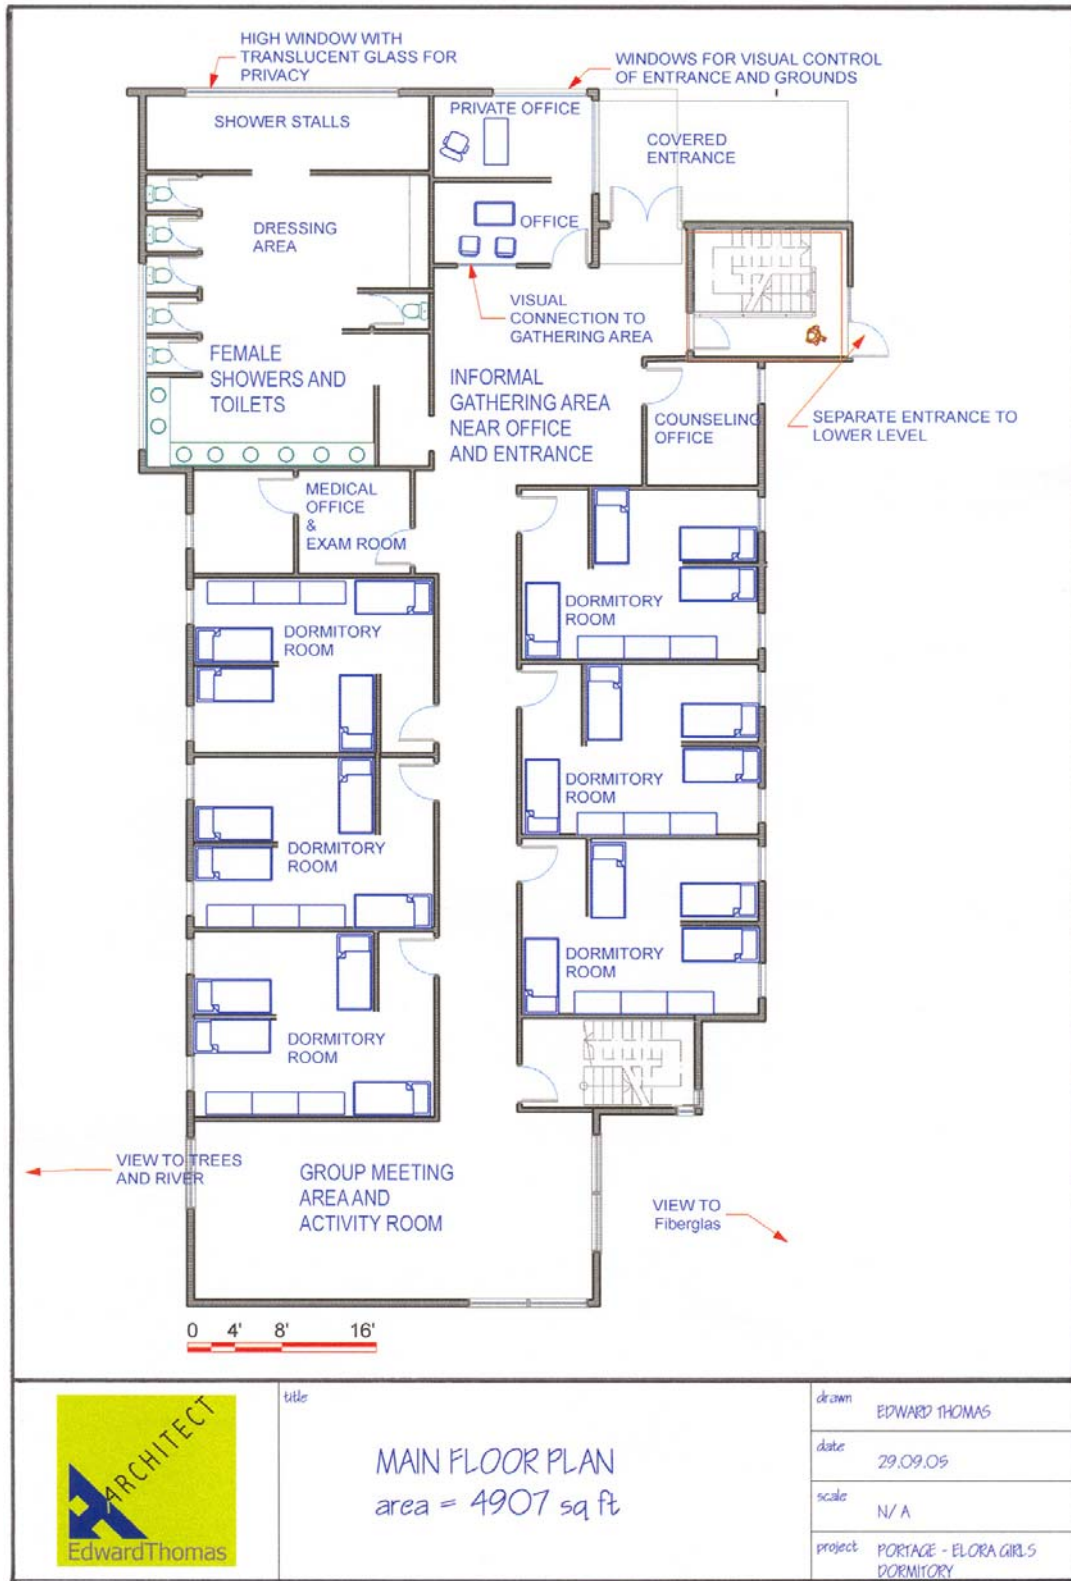 HIGH WINDOW WITH
TRANSLUCENT GLASS FOR
PRIVACY
WINDOWS FOR VISUAL CONTROL
OF ENTRANCE AND GROUNDS
SHOWER STALLS
PRIVATE OFFICE
COVERED
ENTRANCE
DRESSING
AREA
OFFICE
VISUAL
CONNECTION TO
GATHERING AREA
FEMALE
SHOWERS AND
TOILETS
INFORMAL
GATHERING AREA
NEAR OFFICE
AND ENTRANCE
COUNSELING
OFFICE
SEPARATE ENTRANCE TO
LOWER LEVEL
MEDICAL
OFFICE
&
EXAM ROOM
DORMITORY
ROOM
DORMITORY
ROOM
DORMITORY
ROOM
DORMITORY
ROOM
DORMITORY
ROOM
DORMITORY
ROOM
VIEW TO TREES
AND RIVER
GROUP MEETING
AREA AND
ACTIVITY ROOM
VIEW TO
Fiberglas
0 4' 8' 16'
ARCHITECT
EdwardThomas
title
MAIN FLOOR PLAN
area = 4907 sq ft
drawn
EDWARD THOMAS
date
29.09.05
scale
N/A
project
PORTAGE - ELORA GIRLS
DORMITORY